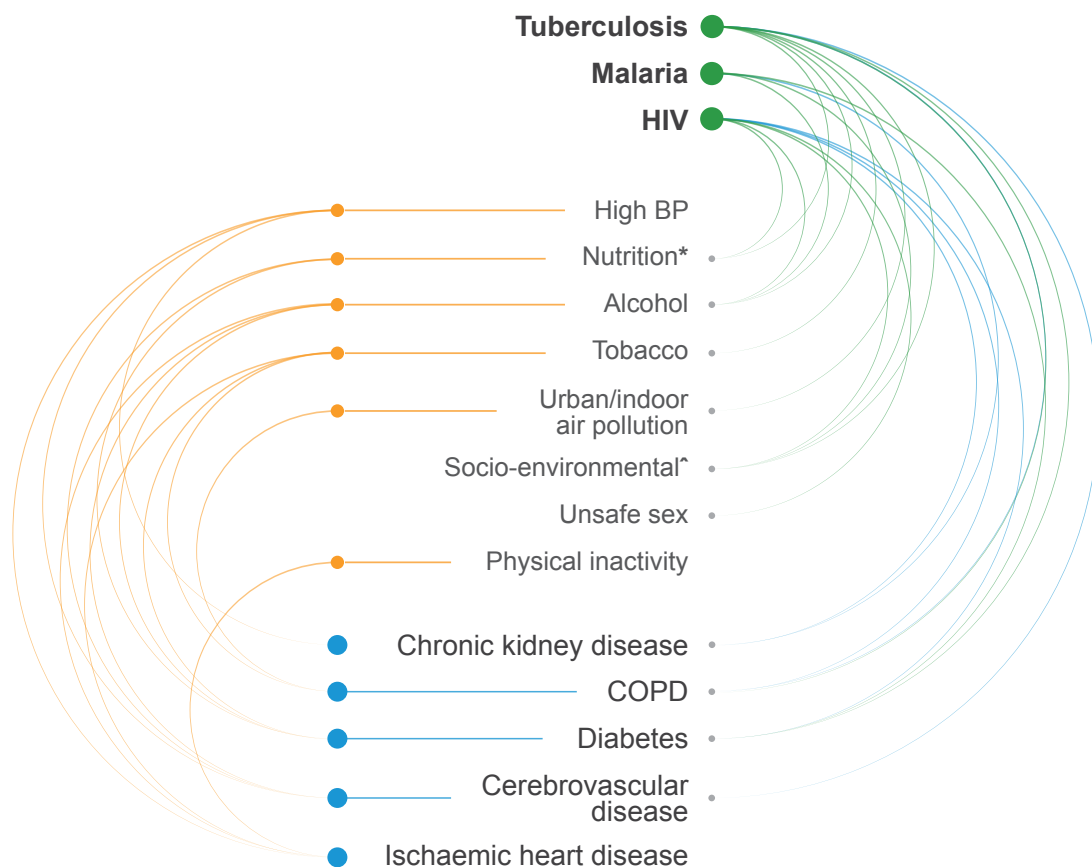 Tuberculosis
Malaria
HIV
High BP
Nutrition*
Alcohol
Tobacco
Urban/indoor
air pollution
Socio-environmental^
Unsafe sex
Physical inactivity
Chronic kidney disease
COPD
Diabetes
Cerebrovascular
disease
Ischaemic heart disease